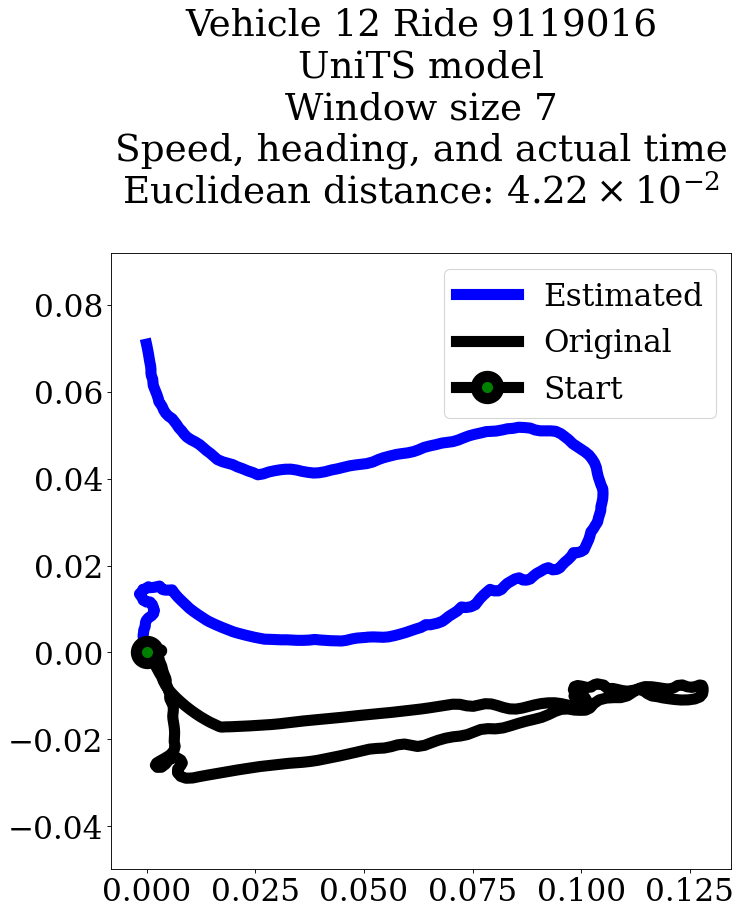 Vehicle 12 Ride 9119016
UniTS model
Window size 7
Speed, heading, and actual time
Euclidean distance: 4.22 × 10⁻²
Estimated
Original
Start
0.08
0.06
0.04
0.02
0.00
−0.02
−0.04
0.000 0.025 0.050 0.075 0.100 0.125